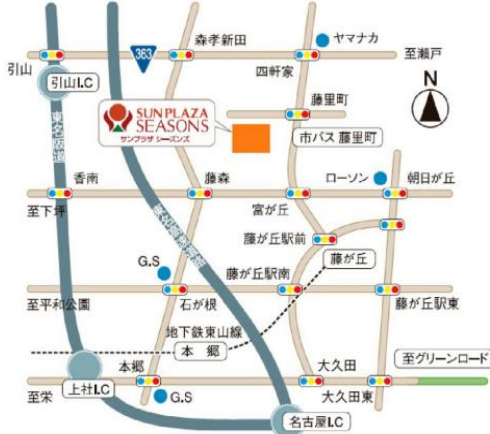 森孝新田
ヤマナカ
363
引山
四軒家
至瀬戸
引山I.C
藤里町
N
SUNPLAZA
SEASONS
サンプラザ シーズンズ
市バス 藤里町
東名阪道
香南
藤森
ローソン
朝日が丘
至下坪
富が丘
藤が丘駅前
藤が丘
G.S
藤が丘駅南
至平和公園
石が根
藤が丘駅東
地下鉄東山線
本郷
本郷
大久田
至グリーンロード
上社I.C
至栄
G.S
大久田東
名古屋I.C